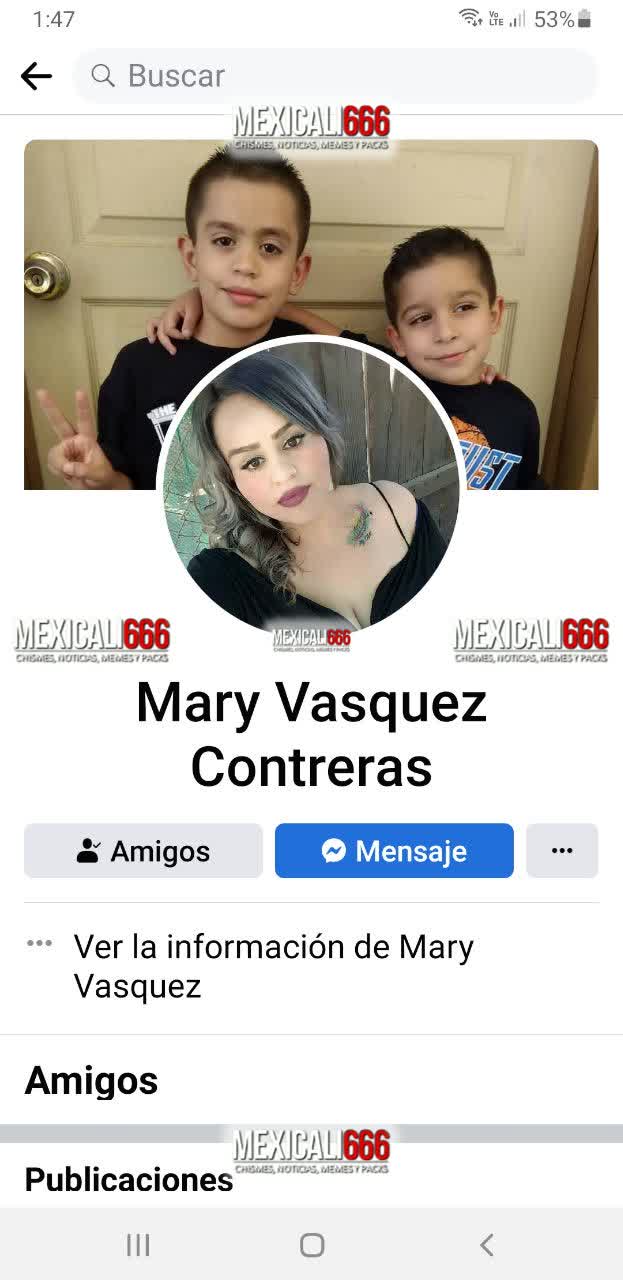 1:47
Vo
LTE
53%
Buscar
MEXICALI666
CHISMES, NOTICIAS, MEMES Y PACKS
THE
MEXICALI666
CHISMES, NOTICIAS, MEMES Y PACKS
MEXICALI666
CHISMES, NOTICIAS, MEMES Y PACKS
MEXICALI666
CHISMES, NOTICIAS, MEMES Y PACKS
Mary Vasquez
Contreras
Amigos
Mensaje
Ver la información de Mary
Vasquez
Amigos
MEXICALI666
CHISMES, NOTICIAS, MEMES Y PACKS
Publicaciones